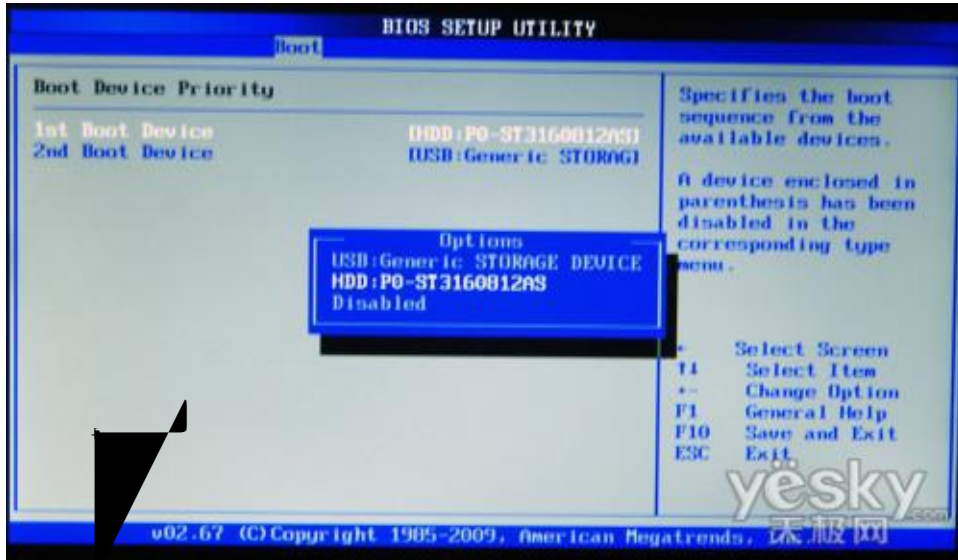 BIOS SETUP UTILITY
Boot
Boot Device Priority
1st Boot Device [HDD:P0-ST3160812AS]
2nd Boot Device [USB:Generic STORAG]
Options
USB:Generic STORAGE DEVICE
HDD:P0-ST3160812AS
Disabled
Specifies the boot
sequence from the
available devices.
A device enclosed in
parenthesis has been
disabled in the
corresponding type
menu.
← Select Screen
↑↓ Select Item
+- Change Option
F1 General Help
F10 Save and Exit
ESC Exit
yësky
天极网 .com
v02.67 (C)Copyright 1985-2009, American Megatrends,